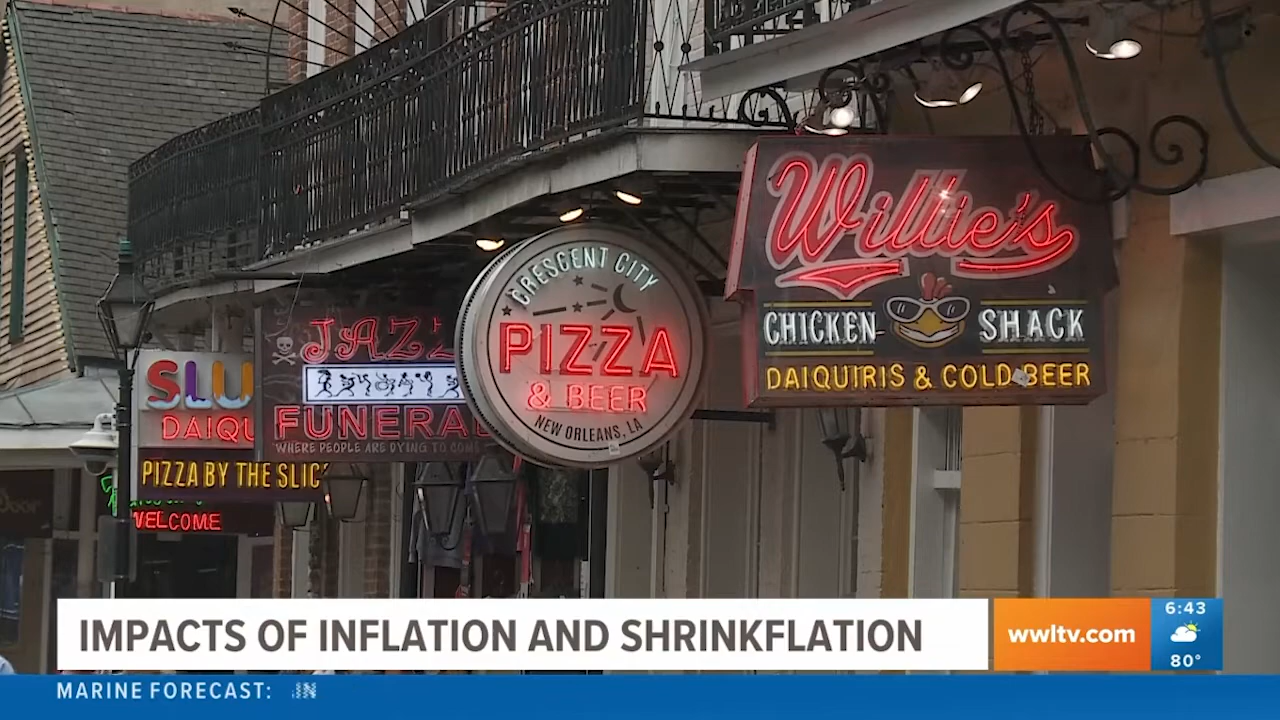 Willie's
CHICKEN SHACK
DAIQUIRIS & COLD BEER
CRESCENT CITY
PIZZA
& BEER
NEW ORLEANS, LA
JAZZ
FUNERA
WHERE PEOPLE ARE DYING TO COME
SLU
DAIQU
PIZZA BY THE SLIC
WELCOME
IMPACTS OF INFLATION AND SHRINKFLATION
wwltv.com
6:43
80°
MARINE FORECAST: